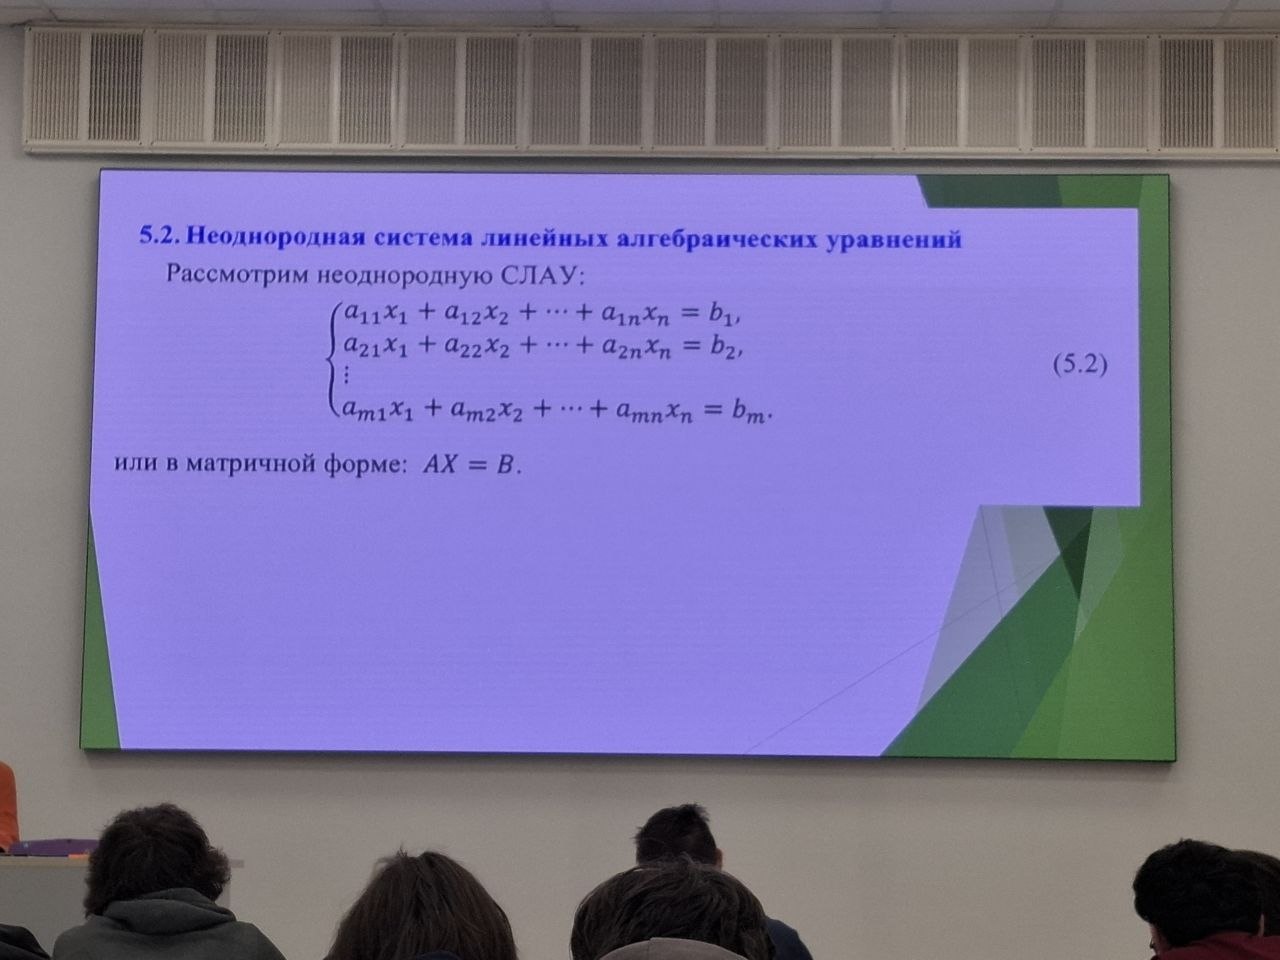 5.2. Неоднородная система линейных алгебраических уравнений
Рассмотрим неоднородную СЛАУ:
a₁₁x₁ + a₁₂x₂ + ⋯ + a₁ₙxₙ = b₁,
a₂₁x₁ + a₂₂x₂ + ⋯ + a₂ₙxₙ = b₂,
(5.2)
⋮
aₘ₁x₁ + aₘ₂x₂ + ⋯ + aₘₙxₙ = bₘ.
или в матричной форме: AX = B.